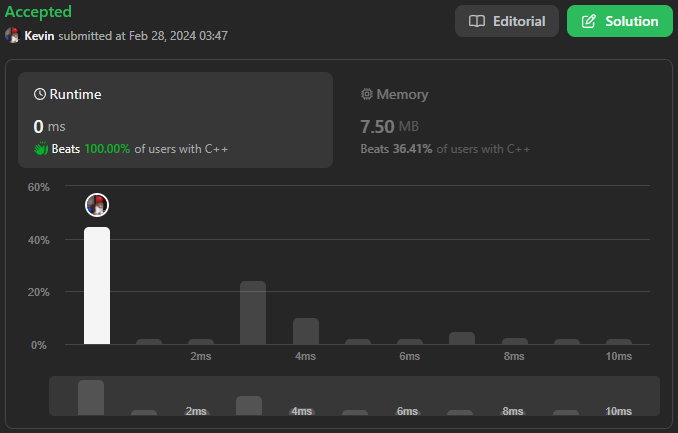 Accepted
Editorial
Solution
Kevin submitted at Feb 28, 2024 03:47
Runtime
0 ms
Beats 100.00% of users with C++
Memory
7.50 MB
Beats 36.41% of users with C++
60%
40%
20%
0%
2ms 4ms 6ms 8ms 10ms
2ms 4ms 6ms 8ms 10ms